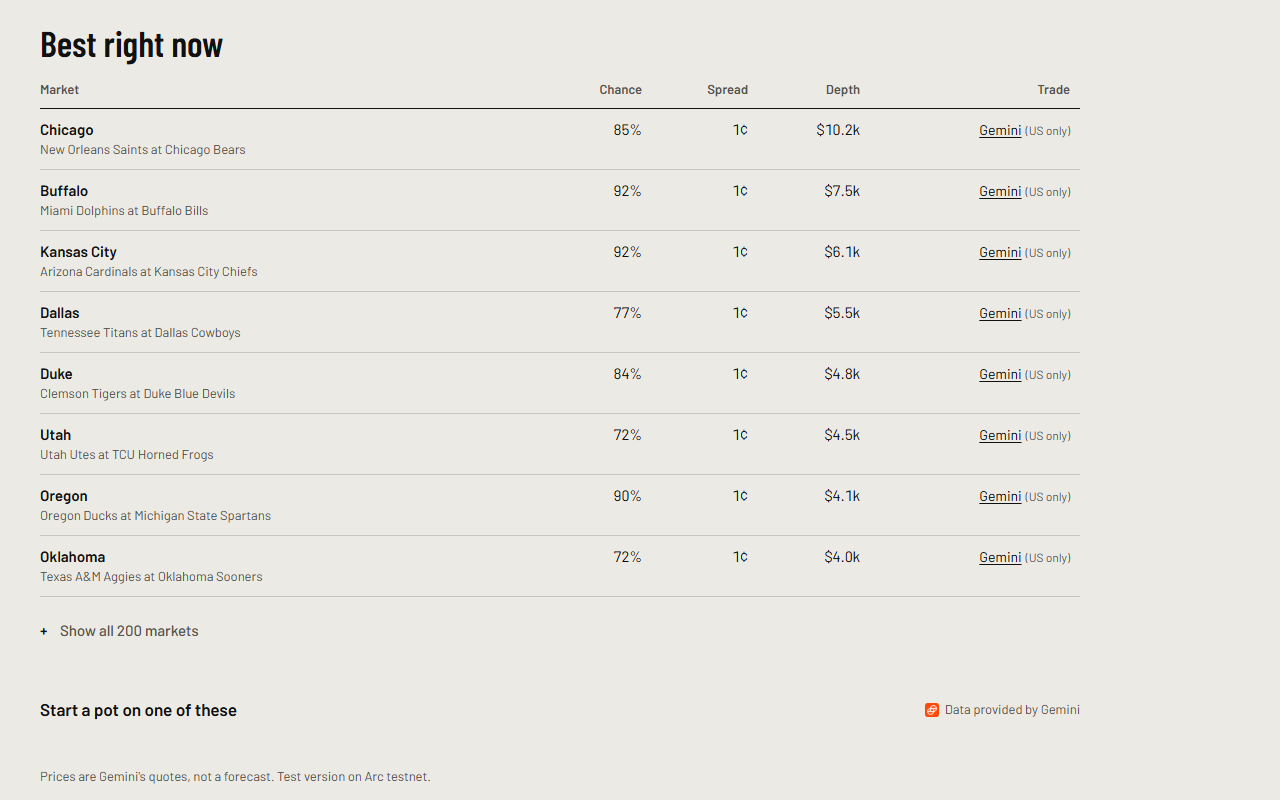 Best right now
Market Chance Spread Depth Trade
Chicago 85% 1¢ $10.2k Gemini (US only)
New Orleans Saints at Chicago Bears
Buffalo 92% 1¢ $7.5k Gemini (US only)
Miami Dolphins at Buffalo Bills
Kansas City 92% 1¢ $6.1k Gemini (US only)
Arizona Cardinals at Kansas City Chiefs
Dallas 77% 1¢ $5.5k Gemini (US only)
Tennessee Titans at Dallas Cowboys
Duke 84% 1¢ $4.8k Gemini (US only)
Clemson Tigers at Duke Blue Devils
Utah 72% 1¢ $4.5k Gemini (US only)
Utah Utes at TCU Horned Frogs
Oregon 90% 1¢ $4.1k Gemini (US only)
Oregon Ducks at Michigan State Spartans
Oklahoma 72% 1¢ $4.0k Gemini (US only)
Texas A&M Aggies at Oklahoma Sooners
+ Show all 200 markets
Start a pot on one of these Data provided by Gemini
Prices are Gemini's quotes, not a forecast. Test version on Arc testnet.